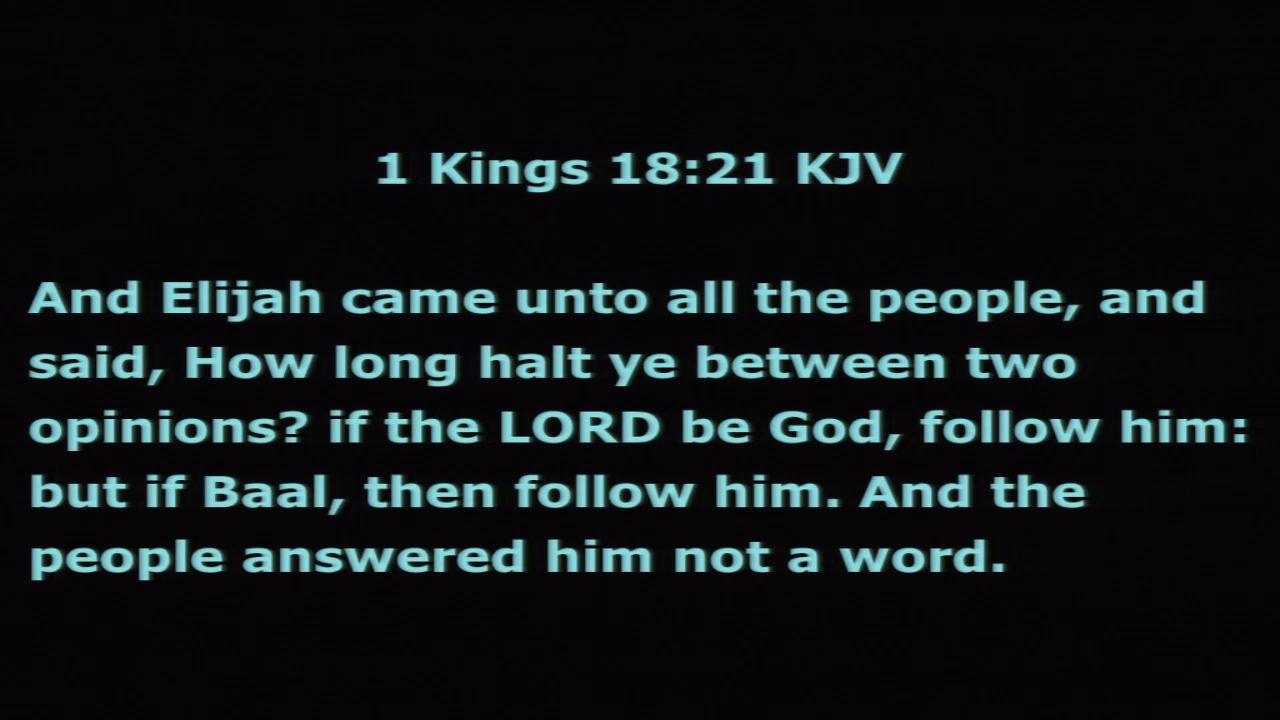 1 Kings 18:21 KJV
And Elijah came unto all the people, and
said, How long halt ye between two
opinions? if the LORD be God, follow him:
but if Baal, then follow him. And the
people answered him not a word.